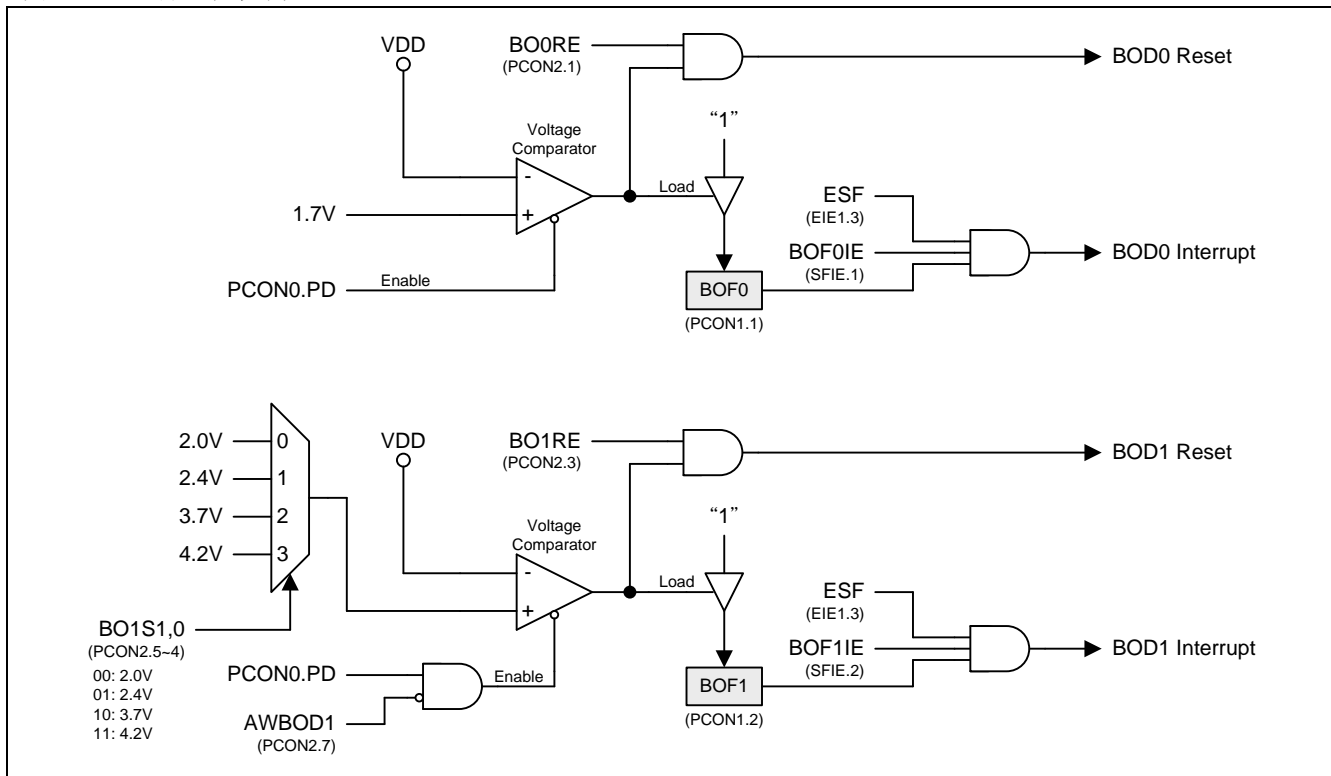 VDD
BO0RE
(PCON2.1)
BOD0 Reset
Voltage
Comparator
“1”
-
Load
1.7V
+
ESF
(EIE1.3)
BOF0IE
(SFIE.1)
BOD0 Interrupt
PCON0.PD
Enable
BOF0
(PCON1.1)
2.0V
0
2.4V
1
3.7V
2
4.2V
3
VDD
BO1RE
(PCON2.3)
BOD1 Reset
Voltage
Comparator
“1”
-
Load
+
ESF
(EIE1.3)
BOF1IE
(SFIE.2)
BOD1 Interrupt
BO1S1,0
(PCON2.5~4)
00: 2.0V
01: 2.4V
10: 3.7V
11: 4.2V
PCON0.PD
Enable
AWBOD1
(PCON2.7)
BOF1
(PCON1.2)